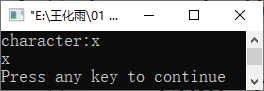 "E:\王化雨\01 ...
character:x
x
Press any key to continue